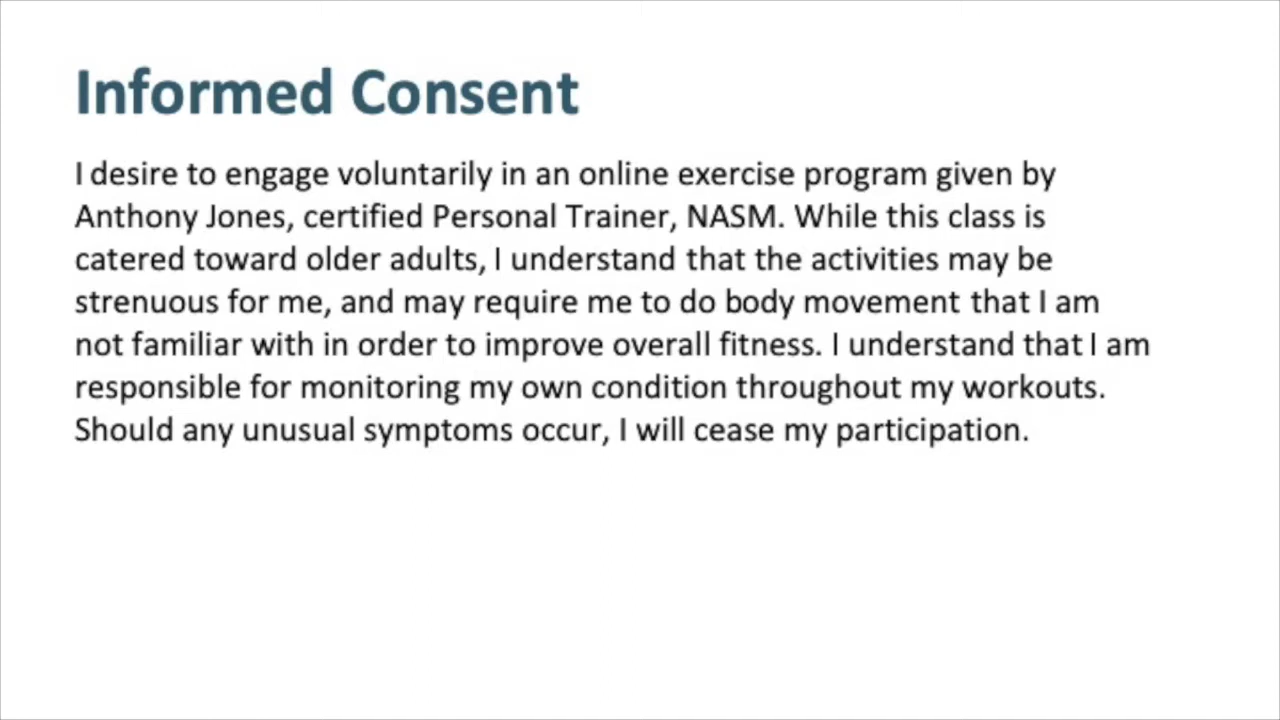 Informed Consent
I desire to engage voluntarily in an online exercise program given by
Anthony Jones, certified Personal Trainer, NASM. While this class is
catered toward older adults, I understand that the activities may be
strenuous for me, and may require me to do body movement that I am
not familiar with in order to improve overall fitness. I understand that I am
responsible for monitoring my own condition throughout my workouts.
Should any unusual symptoms occur, I will cease my participation.